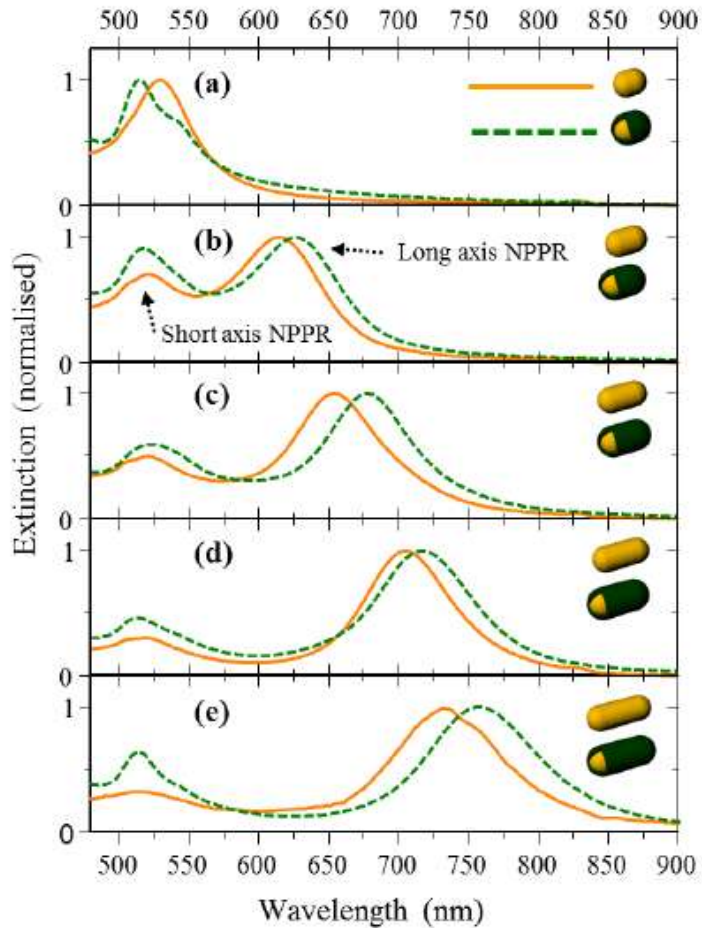 500 550 600 650 700 750 800 850 900
Extinction (normalised)
1
(a)
0
1
(b)
Long axis NPPR
Short axis NPPR
0
1
(c)
0
1
(d)
0
1
(e)
0
500 550 600 650 700 750 800 850 900
Wavelength (nm)